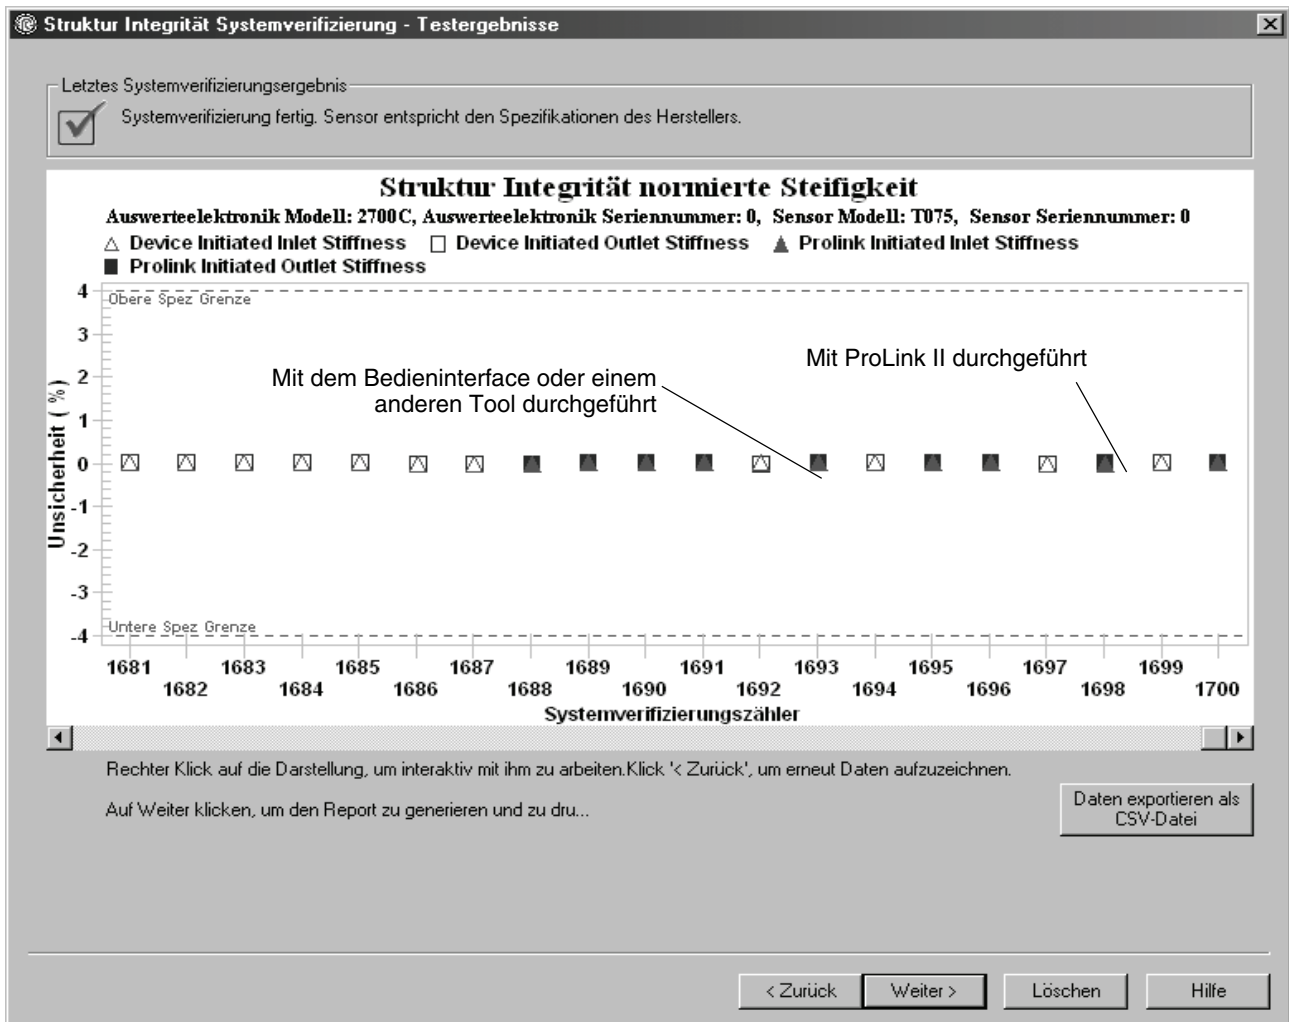 Struktur Integrität Systemverifizierung - Testergebnisse
Letztes Systemverifizierungsergebnis
Systemverifizierung fertig. Sensor entspricht den Spezifikationen des Herstellers.
Struktur Integrität normierte Steifigkeit
Auswerteelektronik Modell: 2700C, Auswerteelektronik Seriennummer: 0, Sensor Modell: T075, Sensor Seriennummer: 0
Device Initiated Inlet Stiffness Device Initiated Outlet Stiffness Prolink Initiated Inlet Stiffness
Prolink Initiated Outlet Stiffness
4
Obere Spez Grenze
3
Mit ProLink II durchgeführt
Mit dem Bedieninterface oder einem
anderen Tool durchgeführt
2
1
0
-1
-2
-3
-4
Unsicherheit ( %)
Untere Spez Grenze
1681 1683 1685 1687 1689 1691 1693 1695 1697 1699
1682 1684 1686 1688 1690 1692 1694 1696 1698 1700
Systemverifizierungszähler
Rechter Klick auf die Darstellung, um interaktiv mit ihm zu arbeiten.Klick '< Zurück', um erneut Daten aufzuzeichnen.
Auf Weiter klicken, um den Report zu generieren und zu dru...
Daten exportieren als
CSV-Datei
< Zurück Weiter > Löschen Hilfe